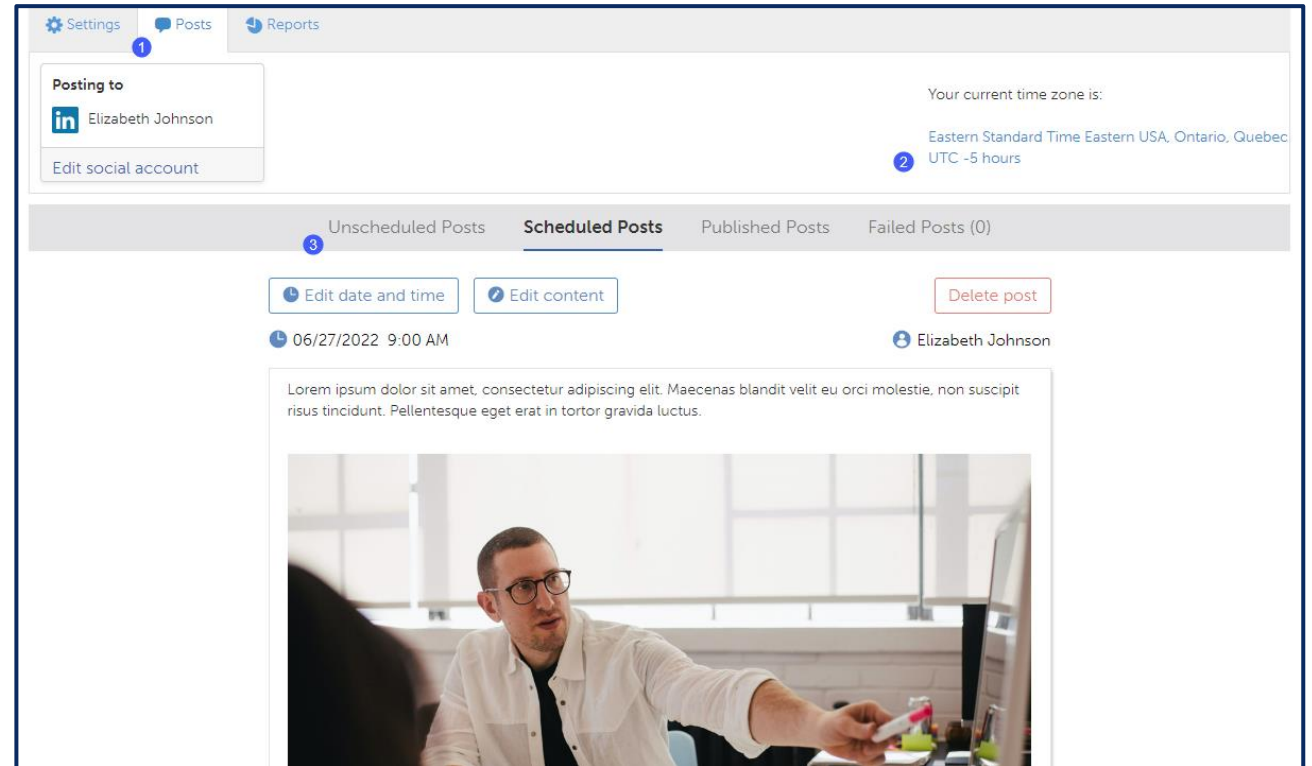 Settings Posts Reports
1
Posting to
in Elizabeth Johnson
Edit social account
Your current time zone is:
Eastern Standard Time Eastern USA, Ontario, Quebec
2 UTC -5 hours
Unscheduled Posts Scheduled Posts Published Posts Failed Posts (0)
3
Edit date and time Edit content Delete post
06/27/2022 9:00 AM Elizabeth Johnson
Lorem ipsum dolor sit amet, consectetur adipiscing elit. Maecenas blandit velit eu orci molestie, non suscipit
risus tincidunt. Pellentesque eget erat in tortor gravida luctus.